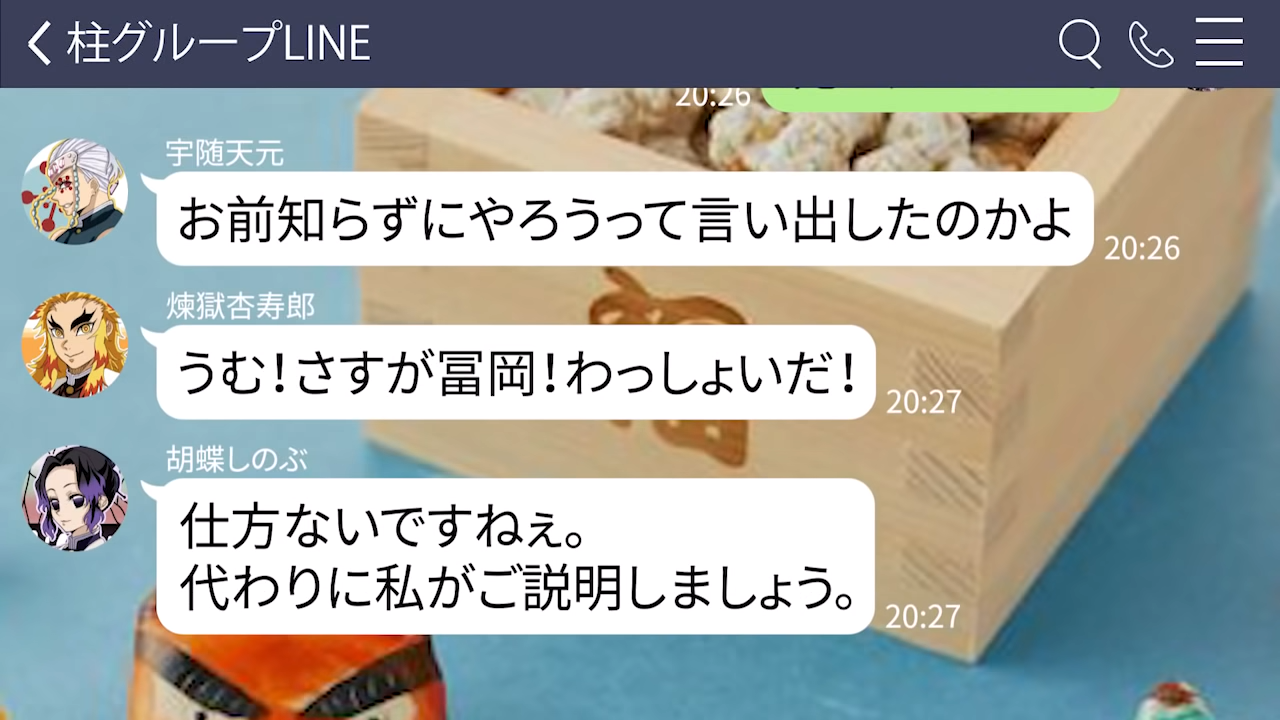 柱グループLINE
20:26
宇随天元
お前知らずにやろうって言い出したのかよ
20:26
煉獄杏寿郎
うむ！さすが冨岡！わっしょいだ！
20:27
胡蝶しのぶ
仕方ないですねぇ。
代わりに私がご説明しましょう。
20:27